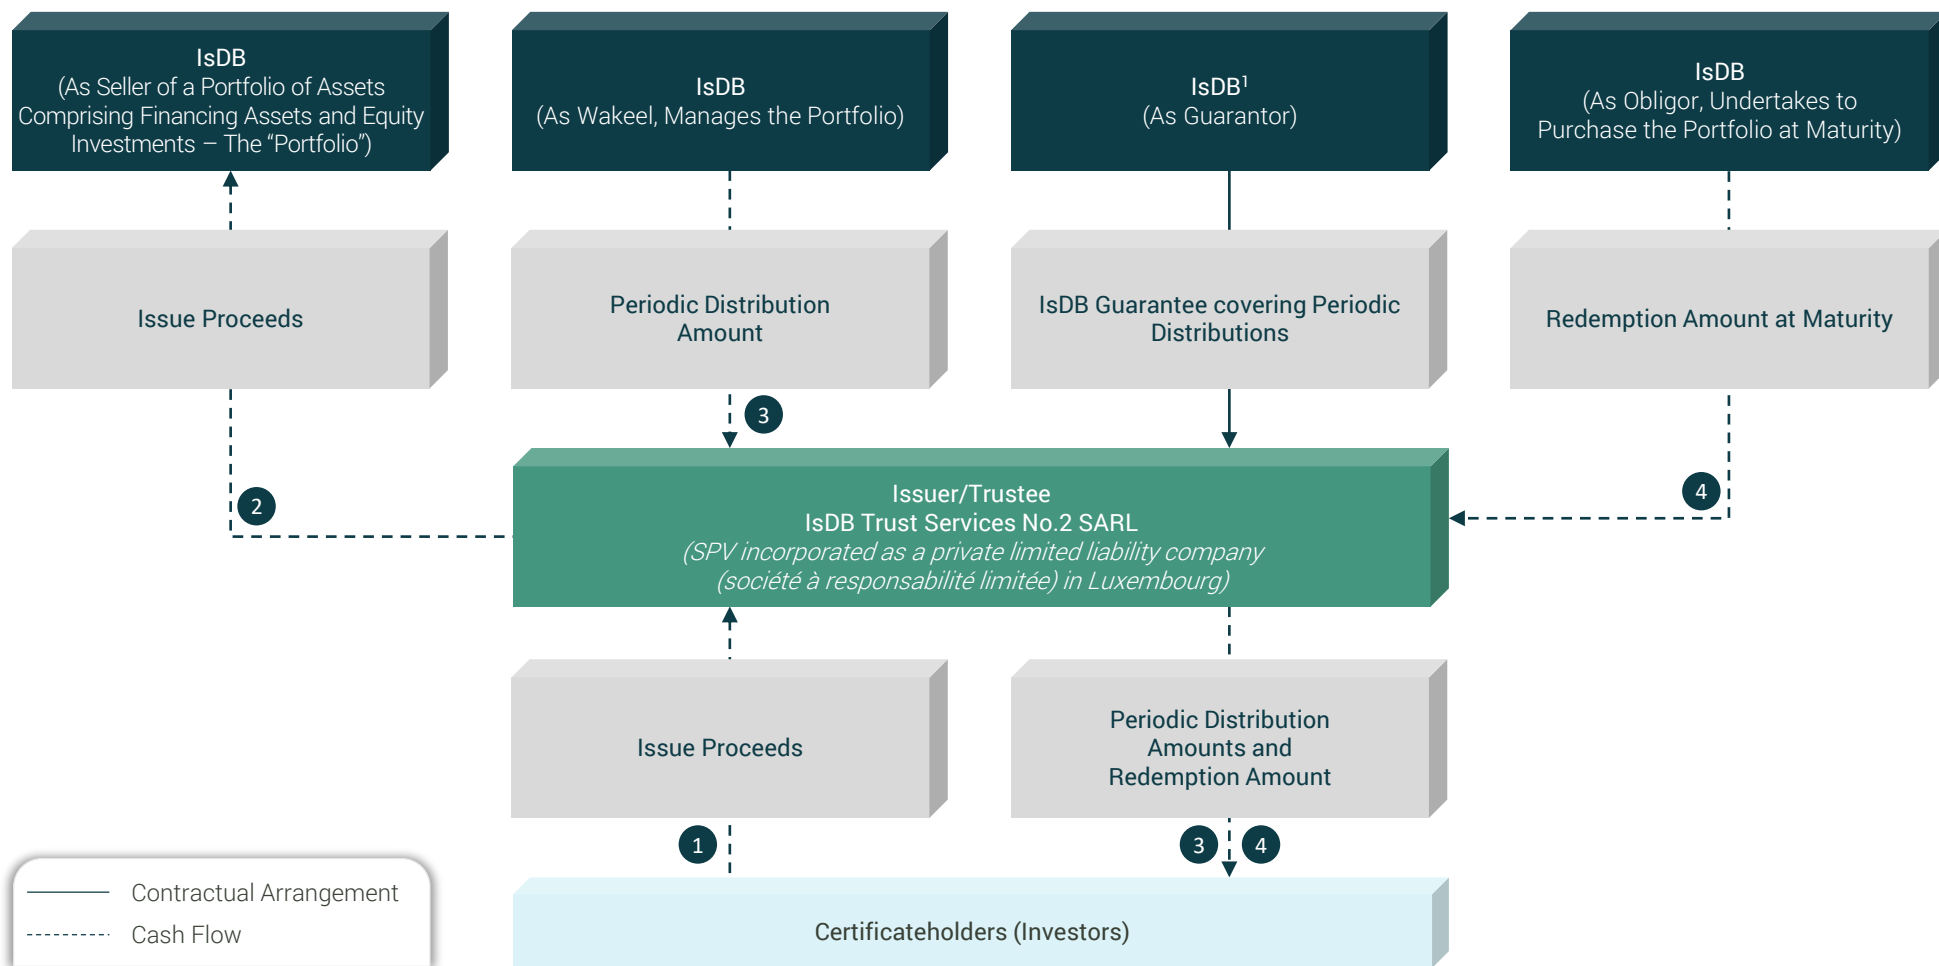 IsDB
(As Seller of a Portfolio of Assets
Comprising Financing Assets and Equity
Investments – The “Portfolio”)
IsDB
(As Wakeel, Manages the Portfolio)
IsDB¹
(As Guarantor)
IsDB
(As Obligor, Undertakes to
Purchase the Portfolio at Maturity)
Issue Proceeds
Periodic Distribution
Amount
IsDB Guarantee covering Periodic
Distributions
Redemption Amount at Maturity
3
2
4
Issuer/Trustee
IsDB Trust Services No.2 SARL
(SPV incorporated as a private limited liability company
(société à responsabilité limitée) in Luxembourg)
Issue Proceeds
Periodic Distribution
Amounts and
Redemption Amount
1
3
4
Contractual Arrangement
Cash Flow
Certificateholders (Investors)